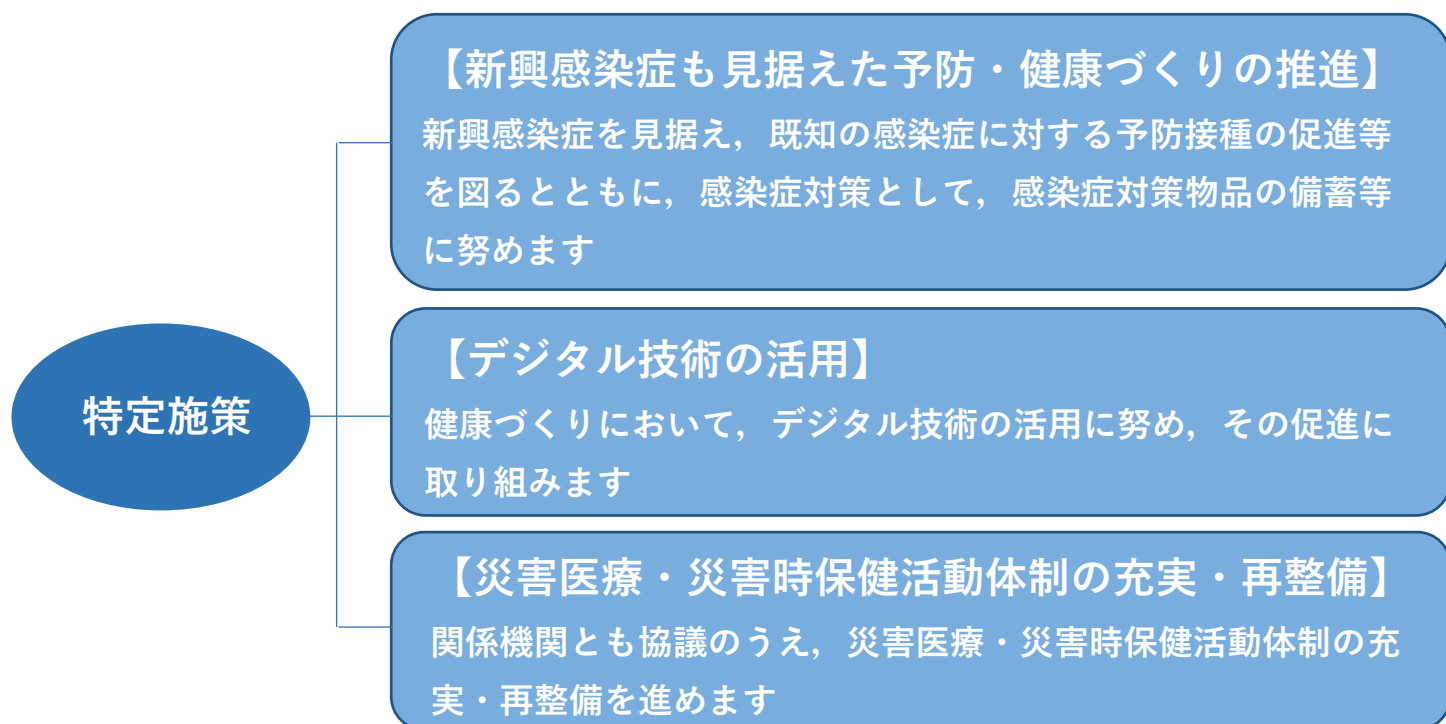 特定施策
【新興感染症も見据えた予防・健康づくりの推進】
新興感染症を見据え，既知の感染症に対する予防接種の促進等
を図るとともに，感染症対策として，感染症対策物品の備蓄等
に努めます
【デジタル技術の活用】
健康づくりにおいて，デジタル技術の活用に努め，その促進に
取り組みます
【災害医療・災害時保健活動体制の充実・再整備】
関係機関とも協議のうえ，災害医療・災害時保健活動体制の充
実・再整備を進めます